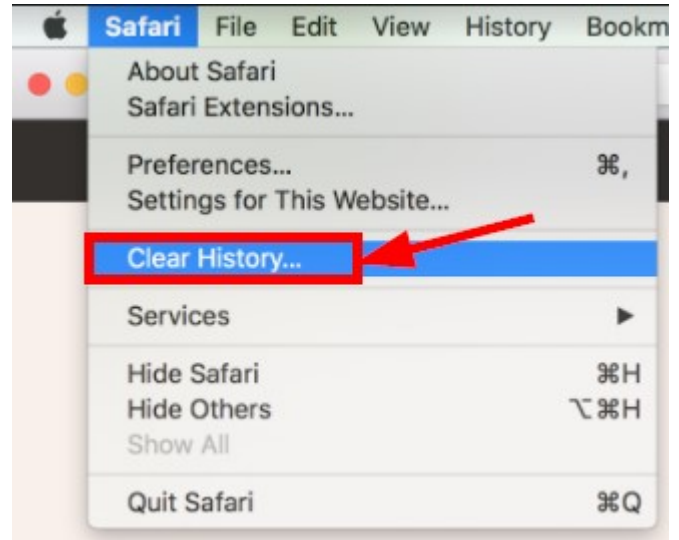 Safari File Edit View History Bookm
About Safari
Safari Extensions...
Preferences... ⌘,
Settings for This Website...
Clear History...
Services ▶
Hide Safari ⌘H
Hide Others ⌥⌘H
Show All
Quit Safari ⌘Q